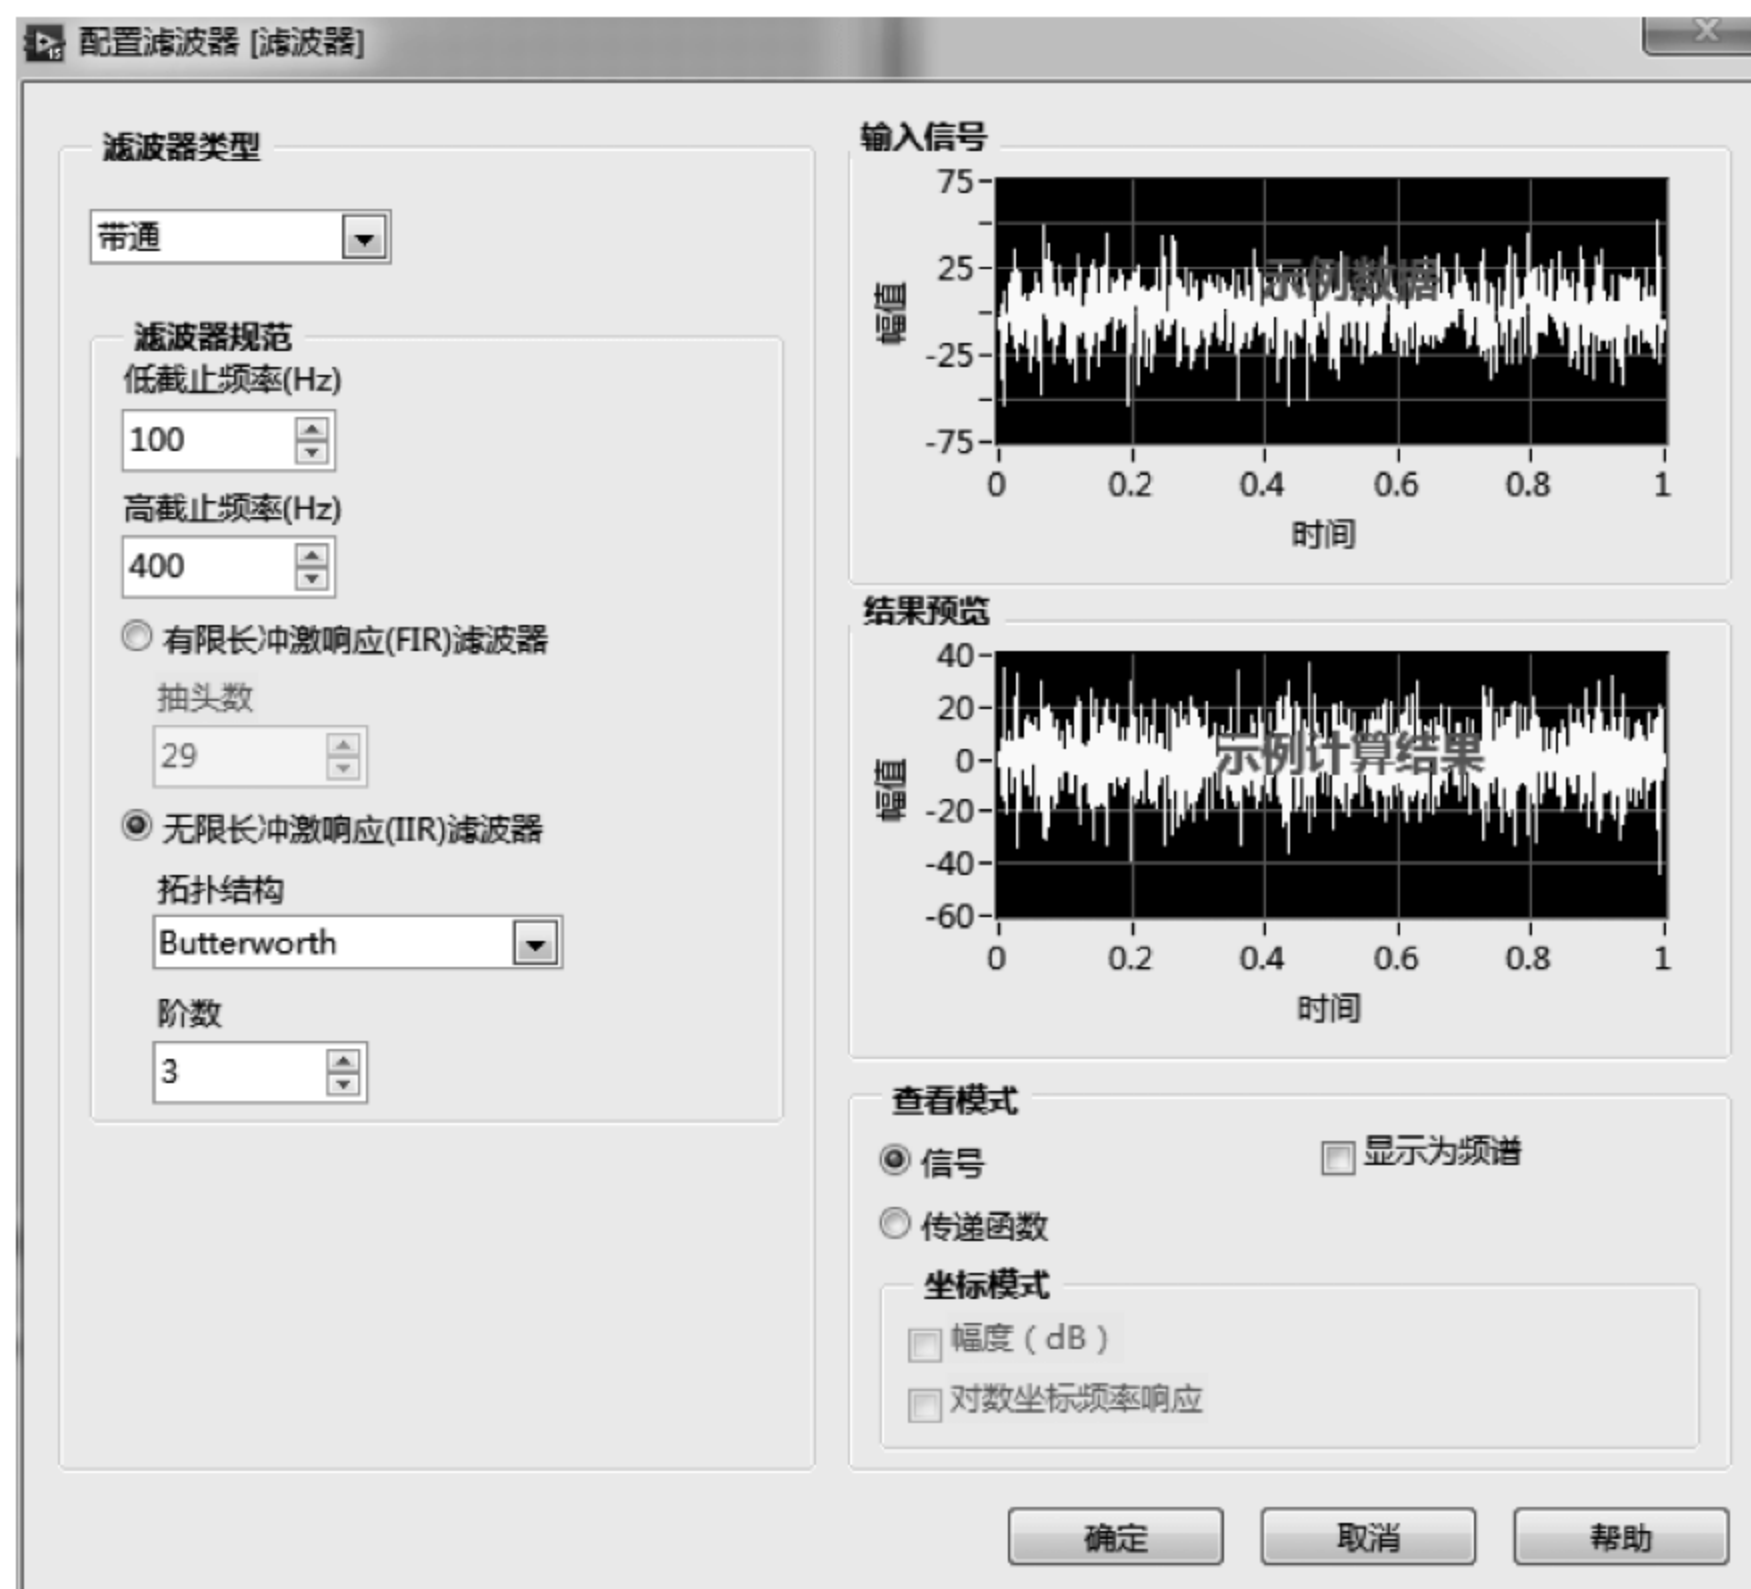 配置滤波器 [滤波器]
滤波器类型
带通
滤波器规范
低截止频率(Hz)
100
高截止频率(Hz)
400
有限长冲激响应(FIR)滤波器
抽头数
29
无限长冲激响应(IIR)滤波器
拓扑结构
Butterworth
阶数
3
输入信号
75
25
-25
-75
幅值
示例数据
0 0.2 0.4 0.6 0.8 1
时间
结果预览
40
20
0
-20
-40
-60
幅值
示例计算结果
0 0.2 0.4 0.6 0.8 1
时间
查看模式
信号
显示为频谱
传递函数
坐标模式
幅度（dB）
对数坐标频率响应
确定 取消 帮助